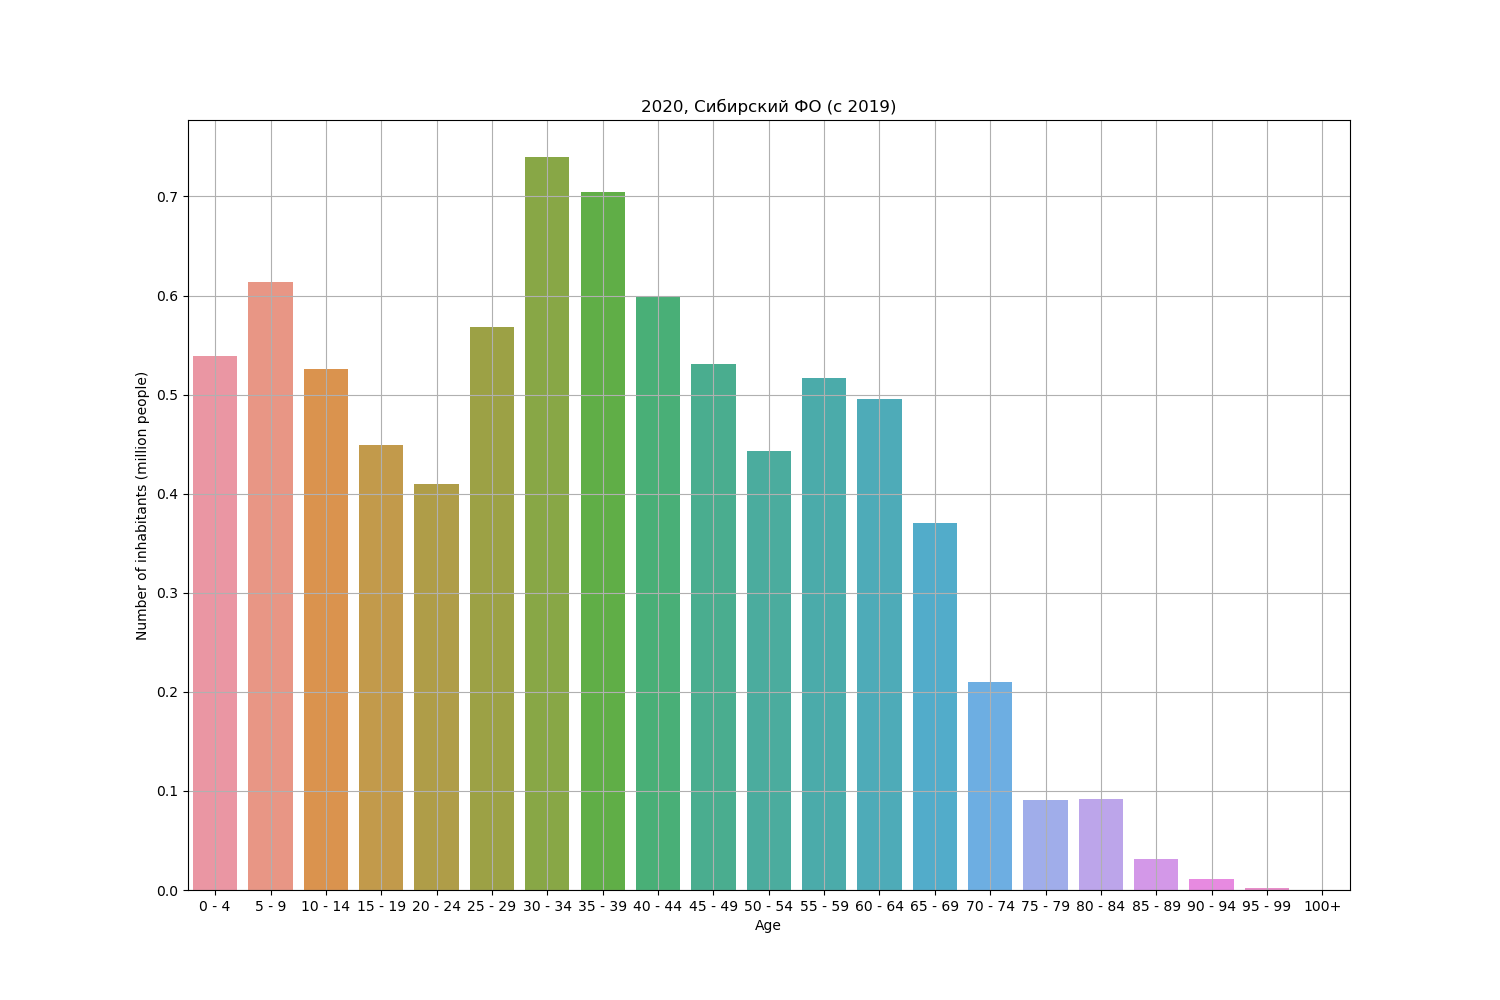 2020, Сибирский ФО (с 2019)
Number of inhabitants (million people)
0.7
0.6
0.5
0.4
0.3
0.2
0.1
0.0
0 - 4 5 - 9 10 - 14 15 - 19 20 - 24 25 - 29 30 - 34 35 - 39 40 - 44 45 - 49 50 - 54 55 - 59 60 - 64 65 - 69 70 - 74 75 - 79 80 - 84 85 - 89 90 - 94 95 - 99 100+
Age